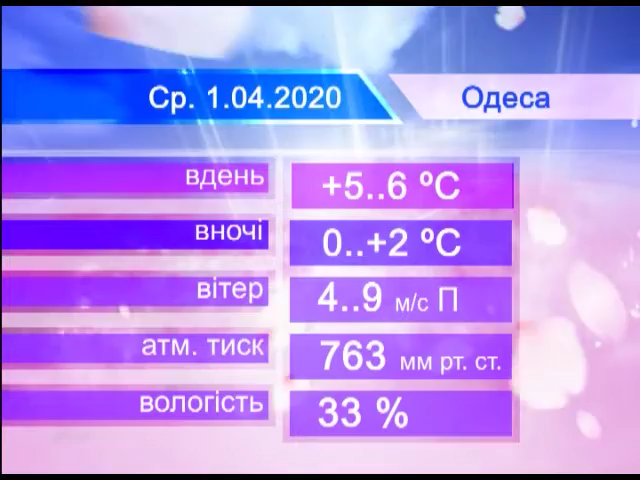 Ср. 1.04.2020 Одеса
вдень +5..6 ºC
вночі 0..+2 ºC
вітер 4..9 м/с П
атм. тиск 763 мм рт. ст.
вологість 33 %